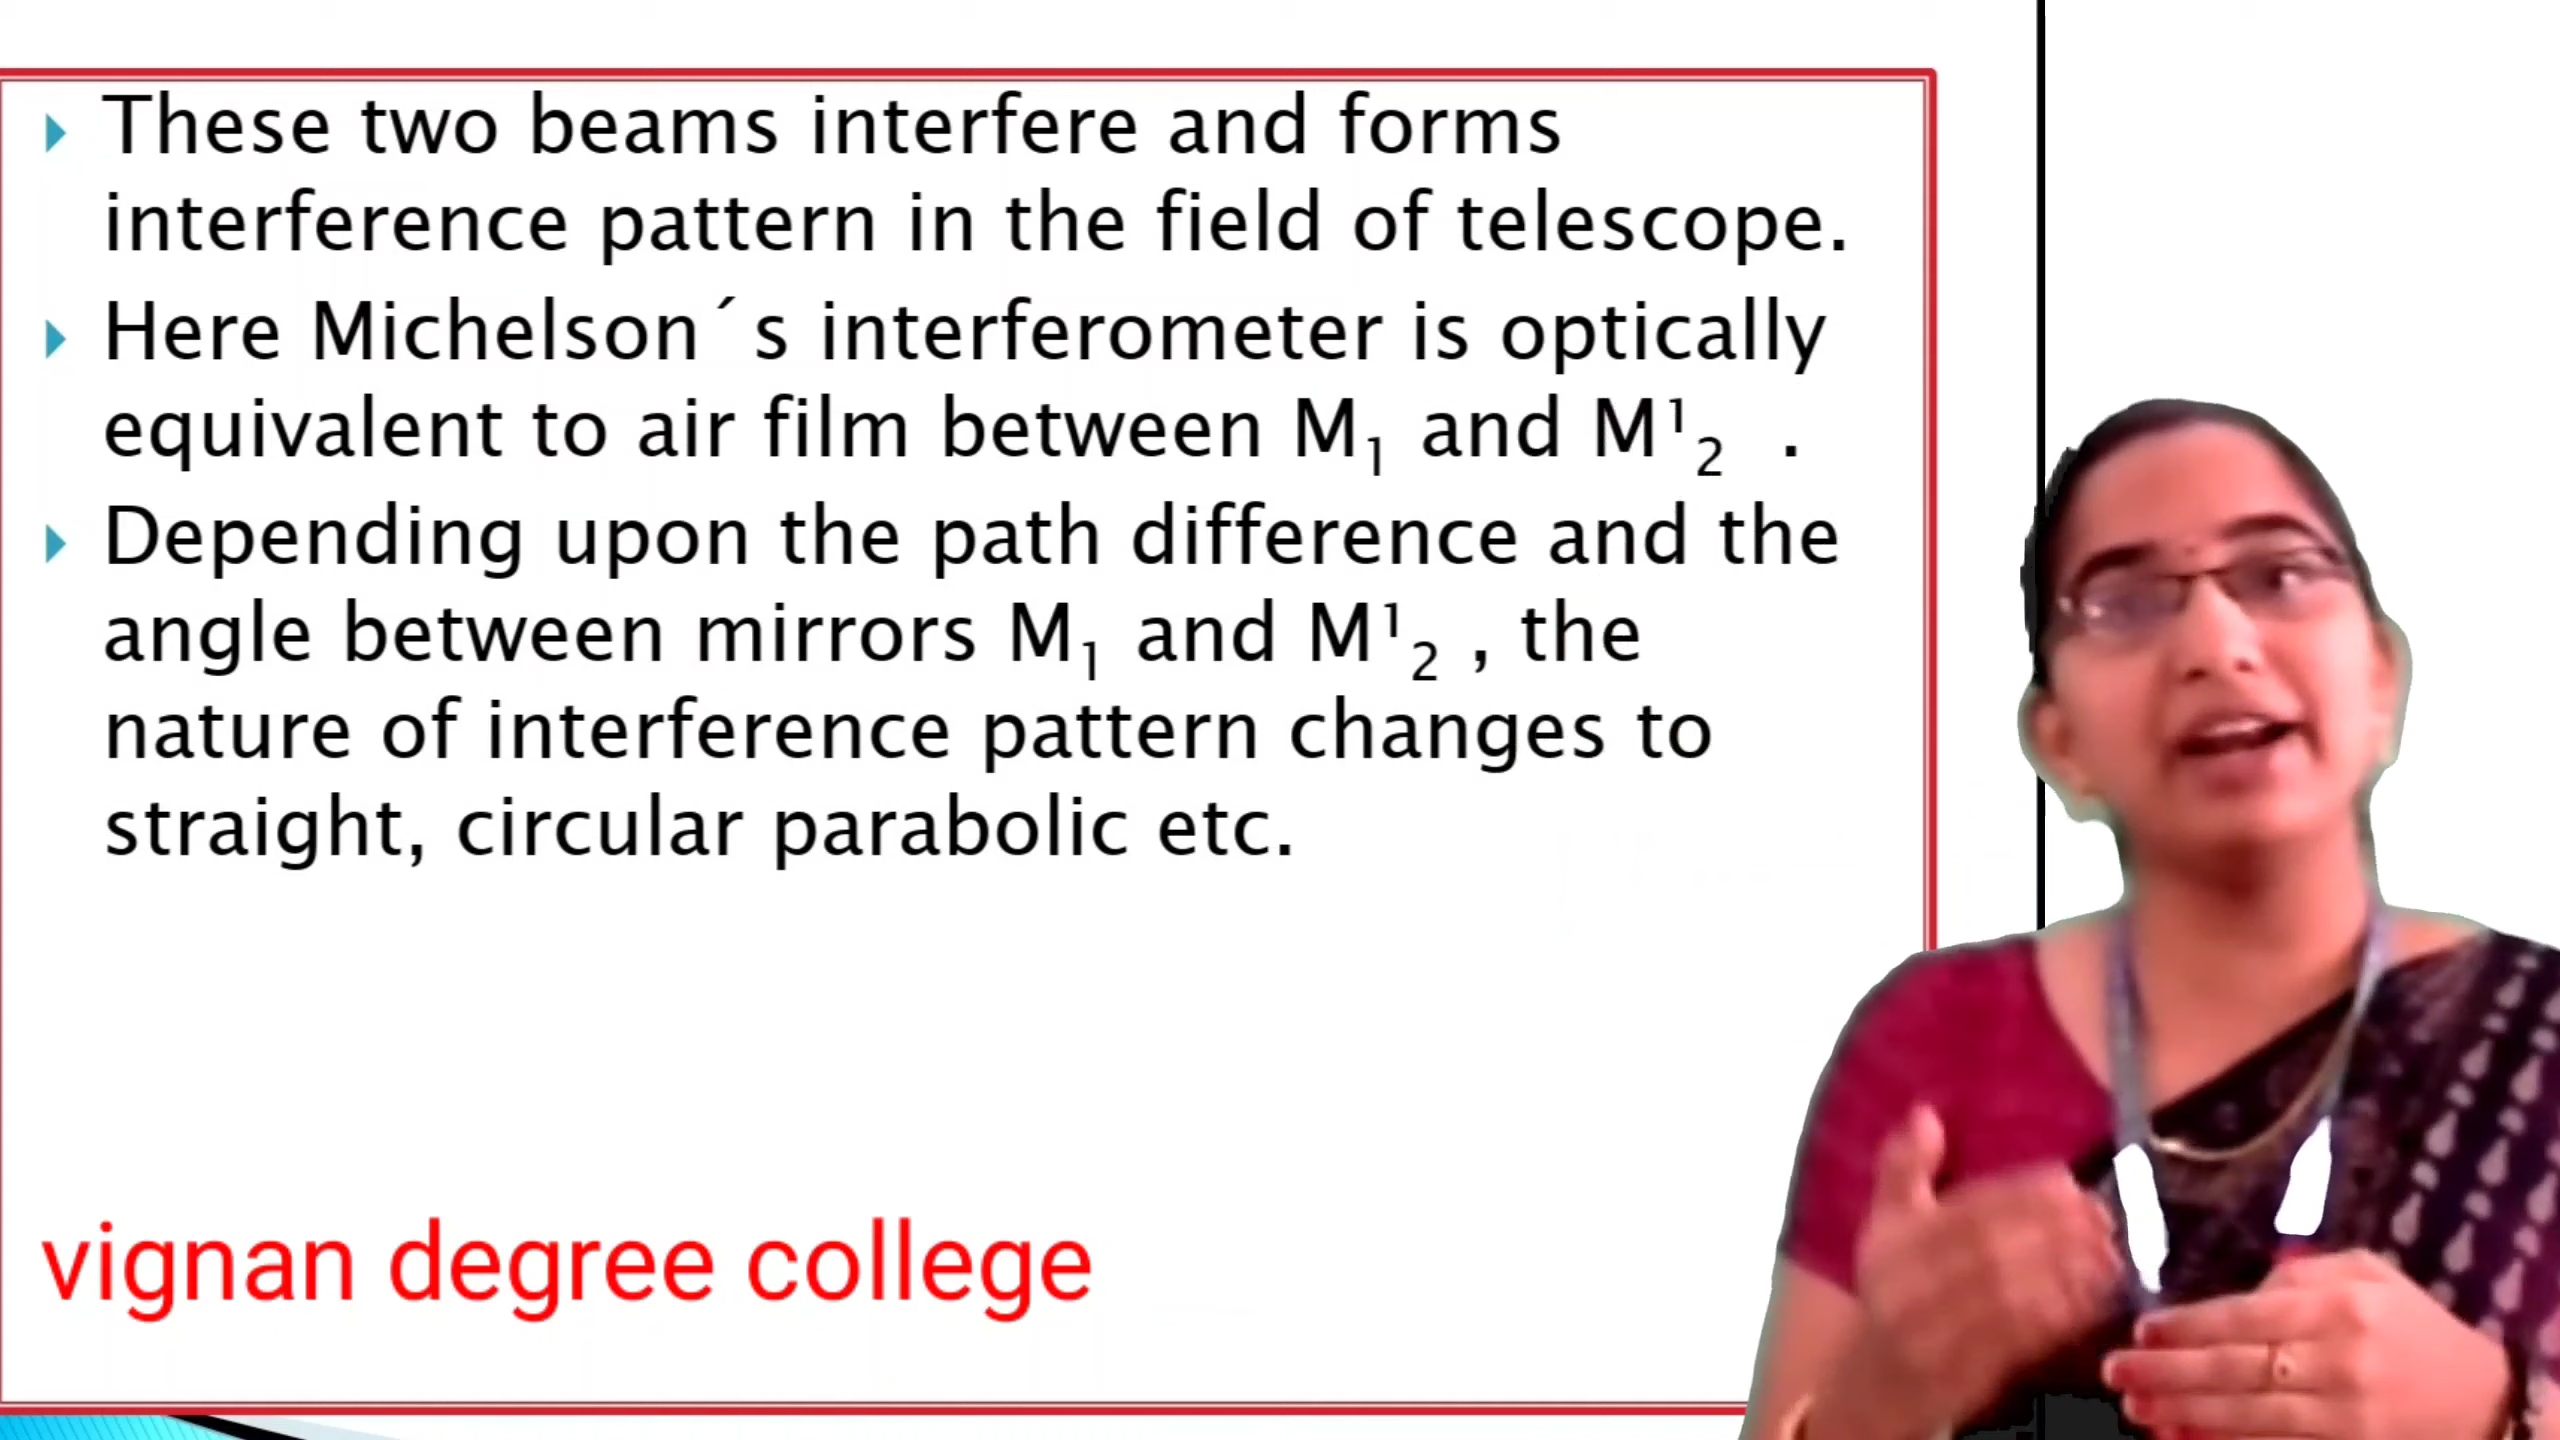 These two beams interfere and forms
interference pattern in the field of telescope.
Here Michelson´s interferometer is optically
equivalent to air film between M₁ and M¹₂ .
Depending upon the path difference and the
angle between mirrors M₁ and M¹₂ , the
nature of interference pattern changes to
straight, circular parabolic etc.
vignan degree college